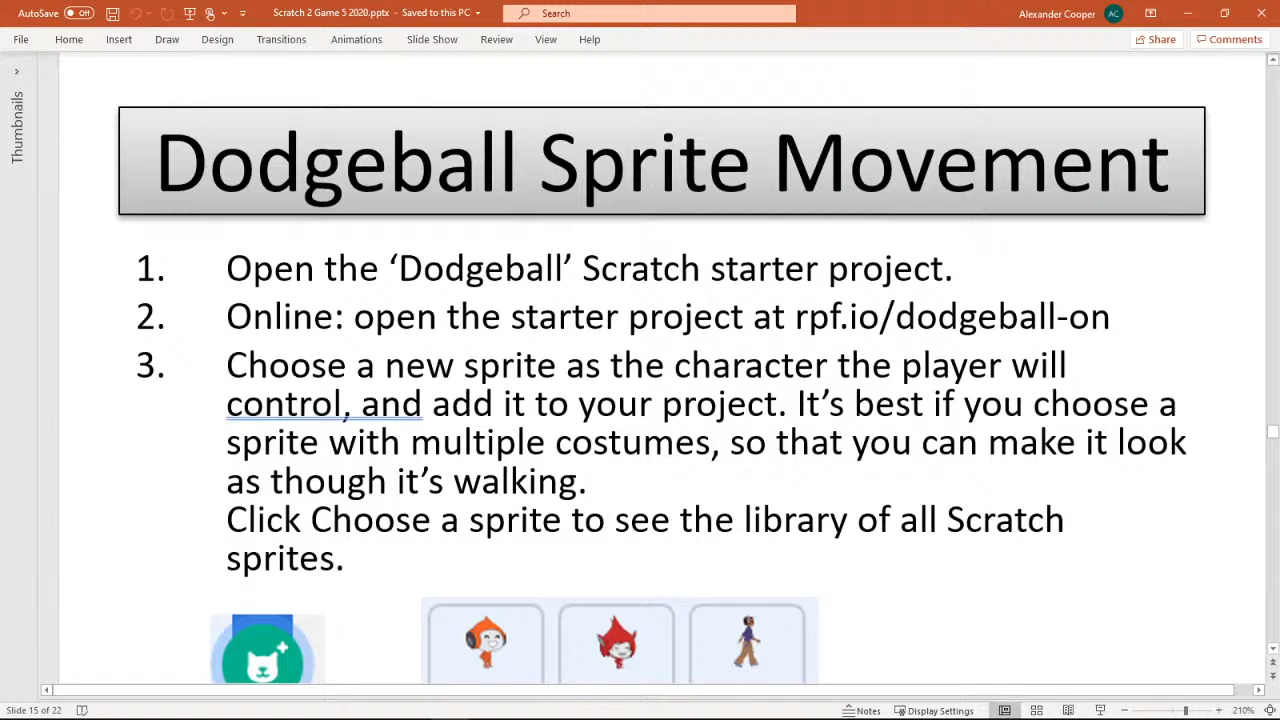 AutoSave Off Scratch 2 Game 5 2020.pptx - Saved to this PC Search Alexander Cooper AC
File Home Insert Draw Design Transitions Animations Slide Show Review View Help Share Comments
Thumbnails
Dodgeball Sprite Movement
1. Open the ‘Dodgeball’ Scratch starter project.
2. Online: open the starter project at rpf.io/dodgeball-on
3. Choose a new sprite as the character the player will
control, and add it to your project. It’s best if you choose a
sprite with multiple costumes, so that you can make it look
as though it’s walking.
Click Choose a sprite to see the library of all Scratch
sprites.
Slide 15 of 22 Notes Display Settings 210%